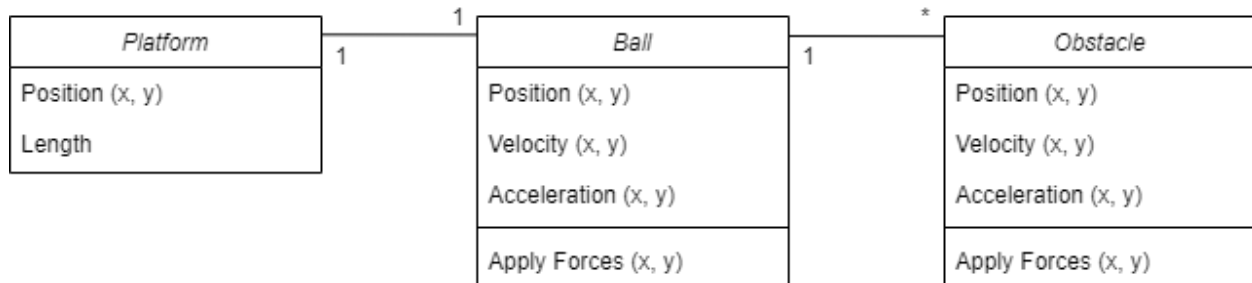 Platform
1
1
Position (x, y)
Length
Ball
1
*
Position (x, y)
Velocity (x, y)
Acceleration (x, y)
Apply Forces (x, y)
Obstacle
Position (x, y)
Velocity (x, y)
Acceleration (x, y)
Apply Forces (x, y)